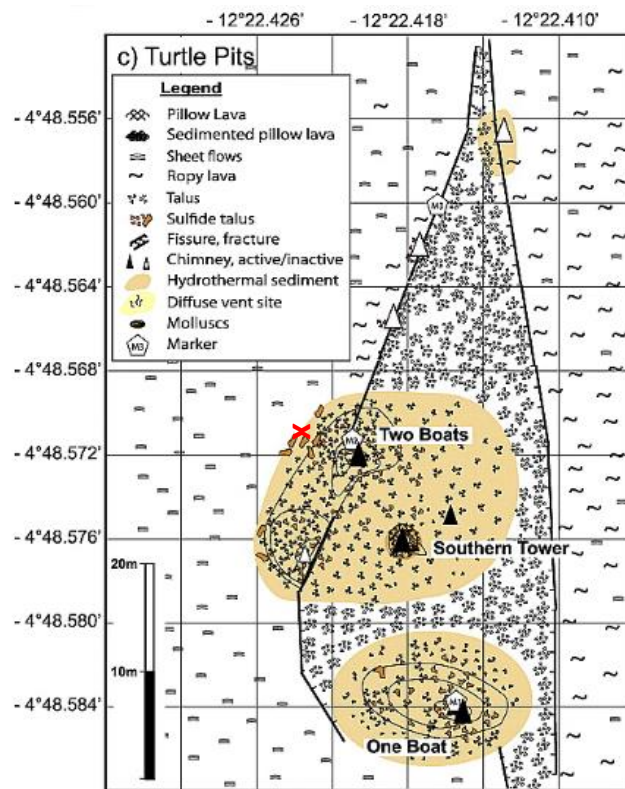 - 12°22.426’ - 12°22.418’ - 12°22.410’
c) Turtle Pits
Legend
Pillow Lava
Sedimented pillow lava
Sheet flows
Ropy lava
Talus
Sulfide talus
Fissure, fracture
Chimney, active/inactive
Hydrothermal sediment
Diffuse vent site
Molluscs
M3 Marker
- 4°48.556’
- 4°48.560’
- 4°48.564’
- 4°48.568’
- 4°48.572’
- 4°48.576’
- 4°48.580’
- 4°48.584’
M3
M2 Two Boats
Southern Tower
20m
10m
One Boat